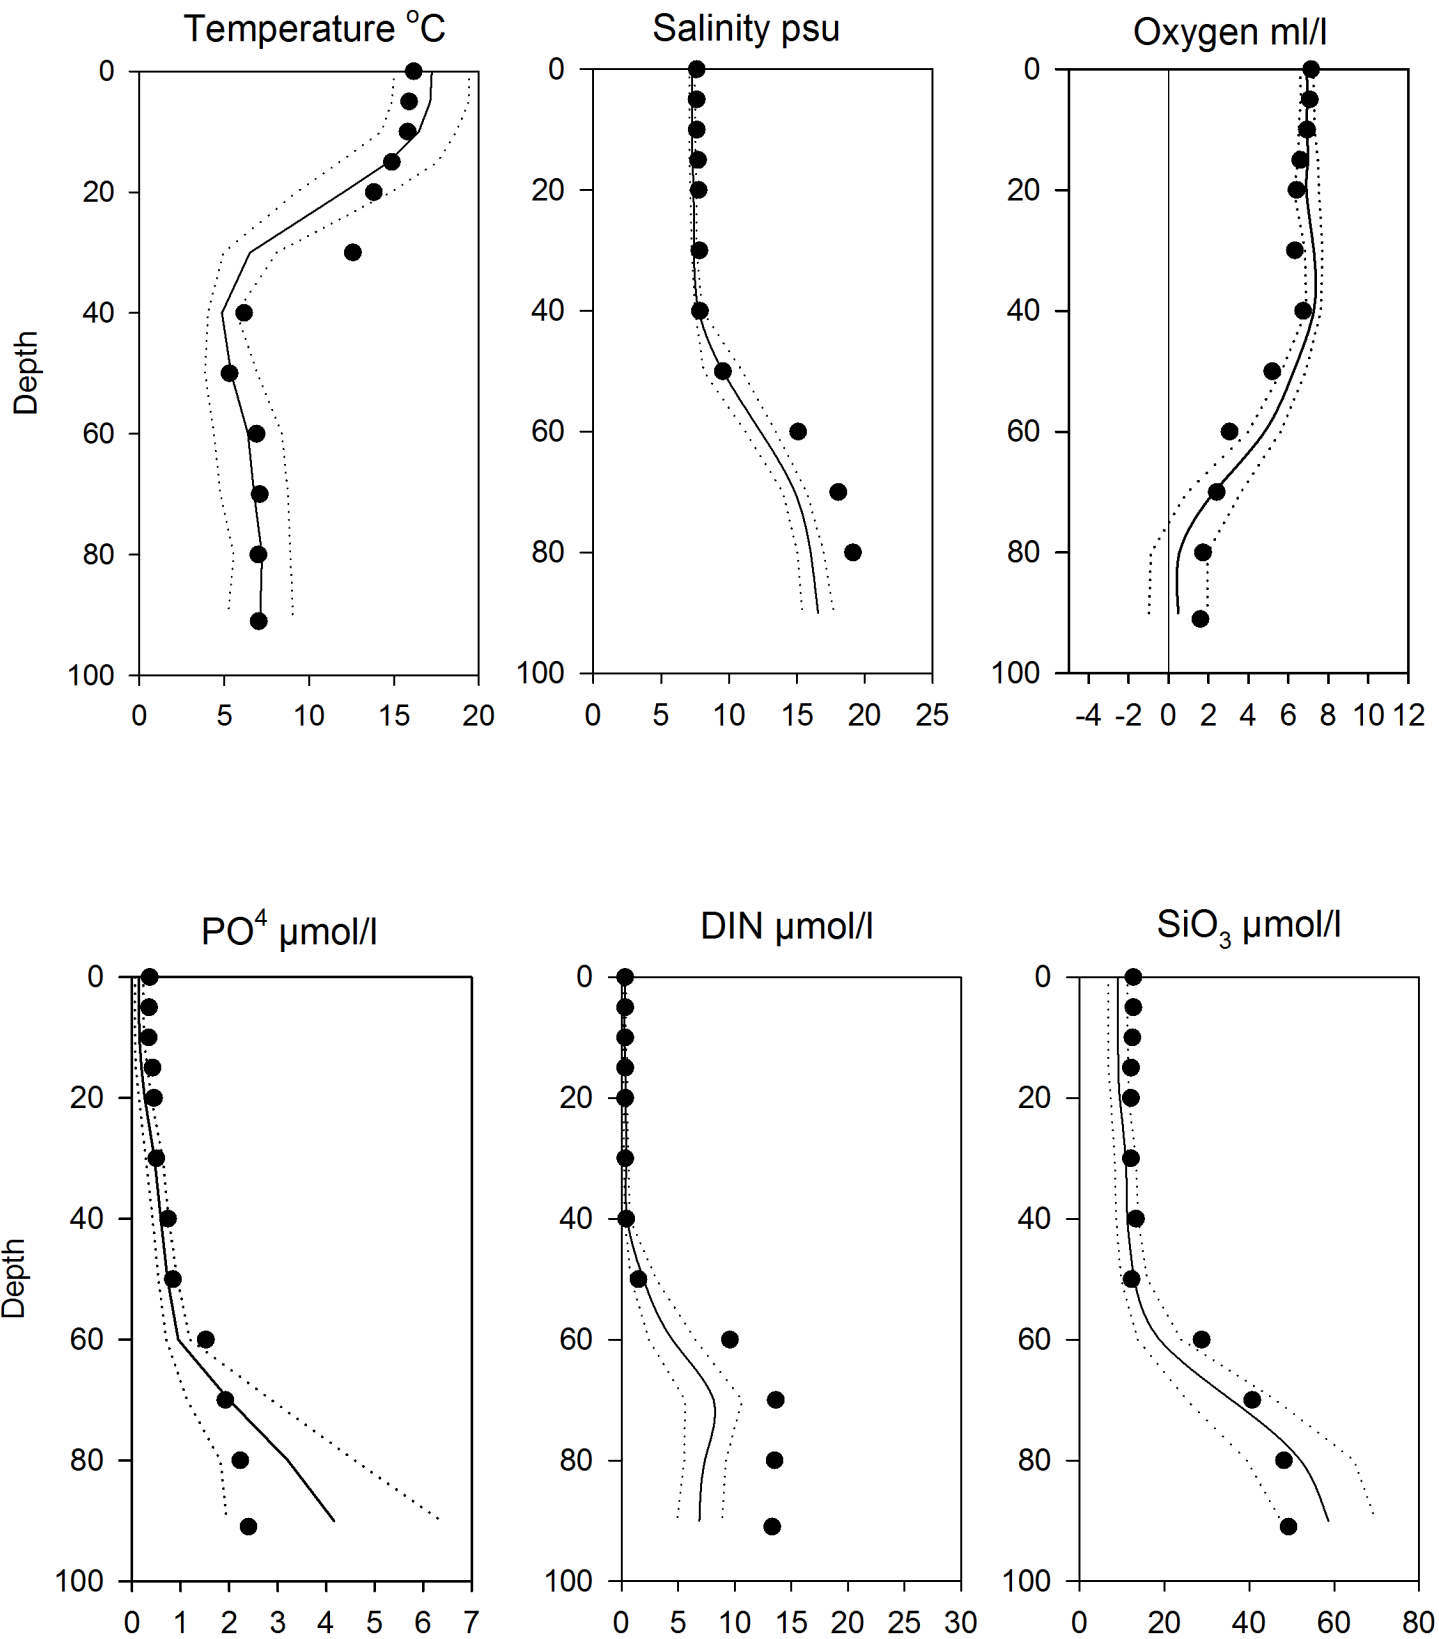 Temperature °C
Salinity psu
Oxygen ml/l
0
20
40
60
80
100
Depth
0 5 10 15 20
0
20
40
60
80
100
0 5 10 15 20 25
0
20
40
60
80
100
-4 -2 0 2 4 6 8 10 12
PO⁴ µmol/l
DIN µmol/l
SiO₃ µmol/l
0
20
40
60
80
100
Depth
0 1 2 3 4 5 6 7
0
20
40
60
80
100
0 5 10 15 20 25 30
0
20
40
60
80
100
0 20 40 60 80